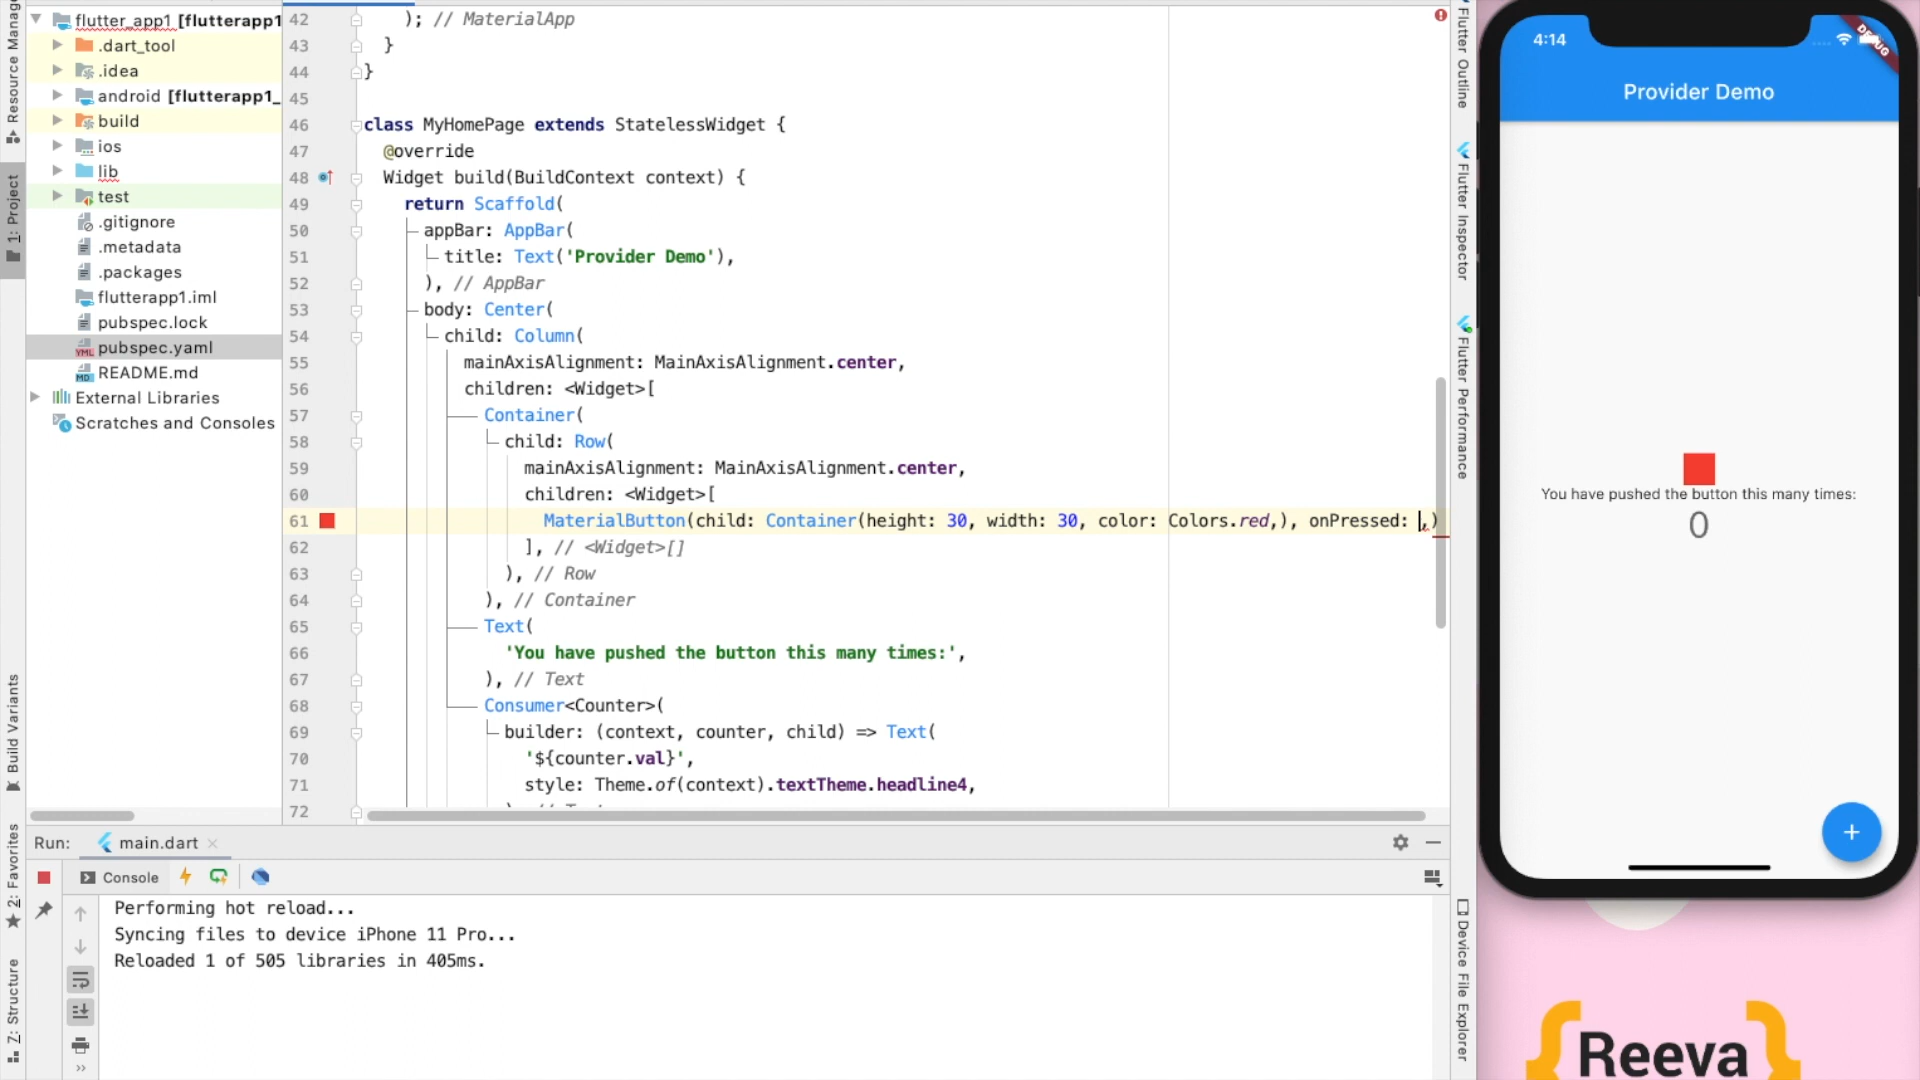 Resource Manager
1: Project
Build Variants
2: Favorites
7: Structure
flutter_app1 [flutterapp1
.dart_tool
.idea
android [flutterapp1_
build
ios
lib
test
.gitignore
.metadata
.packages
flutterapp1.iml
pubspec.lock
YML pubspec.yaml
MD README.md
External Libraries
Scratches and Consoles
42 ); // MaterialApp
43 }
44 }
45
46 class MyHomePage extends StatelessWidget {
47 @override
48 Widget build(BuildContext context) {
49 return Scaffold(
50 appBar: AppBar(
51 title: Text('Provider Demo'),
52 ), // AppBar
53 body: Center(
54 child: Column(
55 mainAxisAlignment: MainAxisAlignment.center,
56 children: <Widget>[
57 Container(
58 child: Row(
59 mainAxisAlignment: MainAxisAlignment.center,
60 children: <Widget>[
61 MaterialButton(child: Container(height: 30, width: 30, color: Colors.red,), onPressed: ,)
62 ], // <Widget>[]
63 ), // Row
64 ), // Container
65 Text(
66 'You have pushed the button this many times:',
67 ), // Text
68 Consumer<Counter>(
69 builder: (context, counter, child) => Text(
70 '${counter.val}',
71 style: Theme.of(context).textTheme.headline4,
72
Run: main.dart
Console
Performing hot reload...
Syncing files to device iPhone 11 Pro...
Reloaded 1 of 505 libraries in 405ms.
Flutter Outline
Flutter Inspector
Flutter Performance
Device File Explorer
4:14
DEBUG
Provider Demo
You have pushed the button this many times:
0
+
{Reeva}